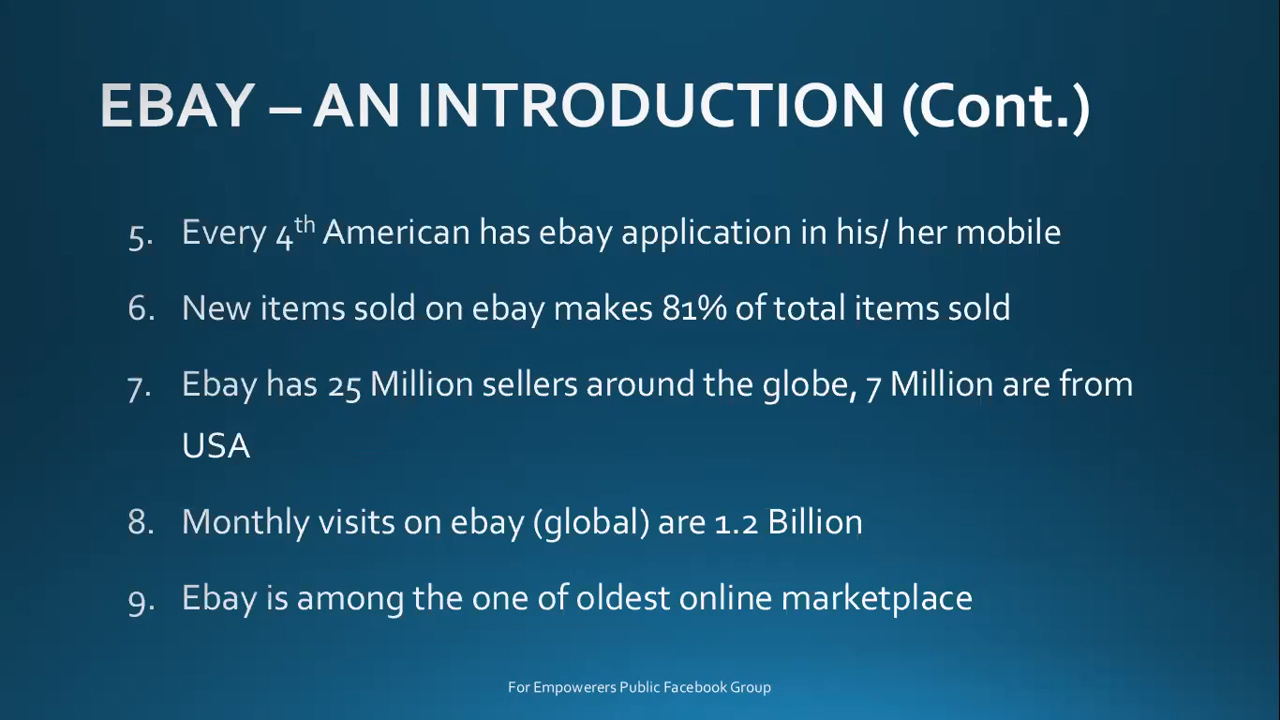 EBAY – AN INTRODUCTION (Cont.)
5. Every 4th American has ebay application in his/ her mobile
6. New items sold on ebay makes 81% of total items sold
7. Ebay has 25 Million sellers around the globe, 7 Million are from
USA
8. Monthly visits on ebay (global) are 1.2 Billion
9. Ebay is among the one of oldest online marketplace
For Empowerers Public Facebook Group